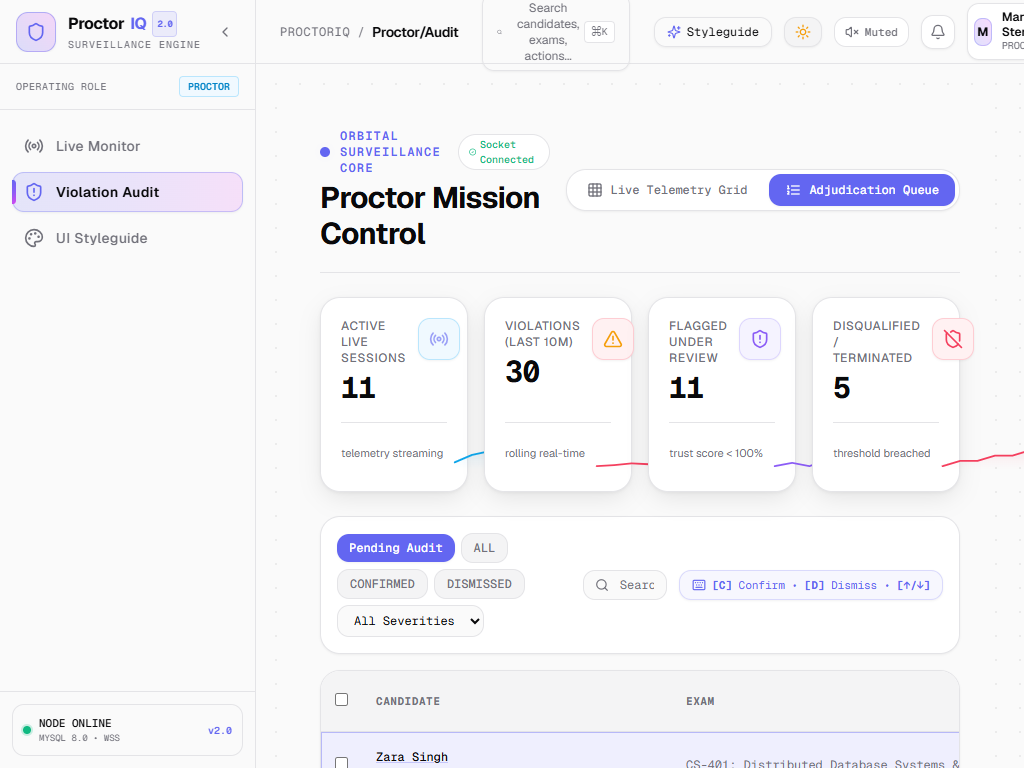 Proctor IQ 2.0
SURVEILLANCE ENGINE
OPERATING ROLE
PROCTOR
Live Monitor
Violation Audit
UI Styleguide
NODE ONLINE
MYSQL 8.0 • WSS
v2.0
PROCTORIQ / Proctor/Audit
Search
candidates,
exams,
actions…
⌘K
Styleguide
Muted
M
ORBITAL
SURVEILLANCE
CORE
Socket
Connected
Proctor Mission
Control
Live Telemetry Grid
Adjudication Queue
ACTIVE
LIVE
SESSIONS
11
telemetry streaming
VIOLATIONS
(LAST 10M)
30
rolling real-time
FLAGGED
UNDER
REVIEW
11
trust score < 100%
DISQUALIFIED
/
TERMINATED
5
threshold breached
Pending Audit
ALL
CONFIRMED
DISMISSED
All Severities
Searc
[C] Confirm • [D] Dismiss • [↑/↓]
CANDIDATE
EXAM
Zara Singh
CS-401: Distributed Database Systems &